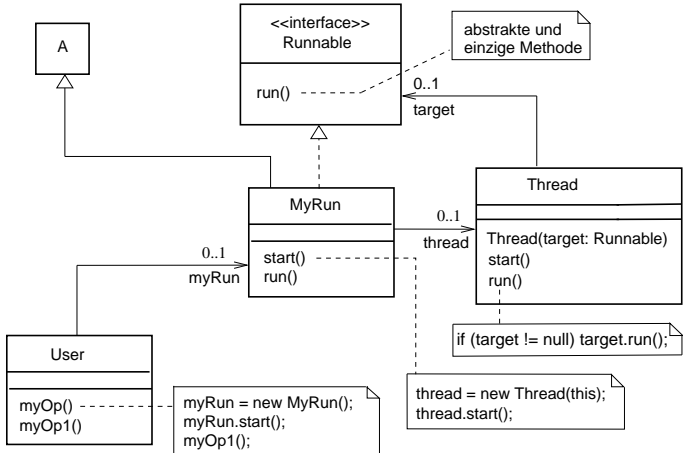 <<interface>>
Runnable
run()
abstrakte und
einzige Methode
A
0..1
target
MyRun
start()
run()
0..1
thread
Thread
Thread(target: Runnable)
start()
run()
0..1
myRun
if (target != null) target.run();
User
myOp()
myOp1()
myRun = new MyRun();
myRun.start();
myOp1();
thread = new Thread(this);
thread.start();